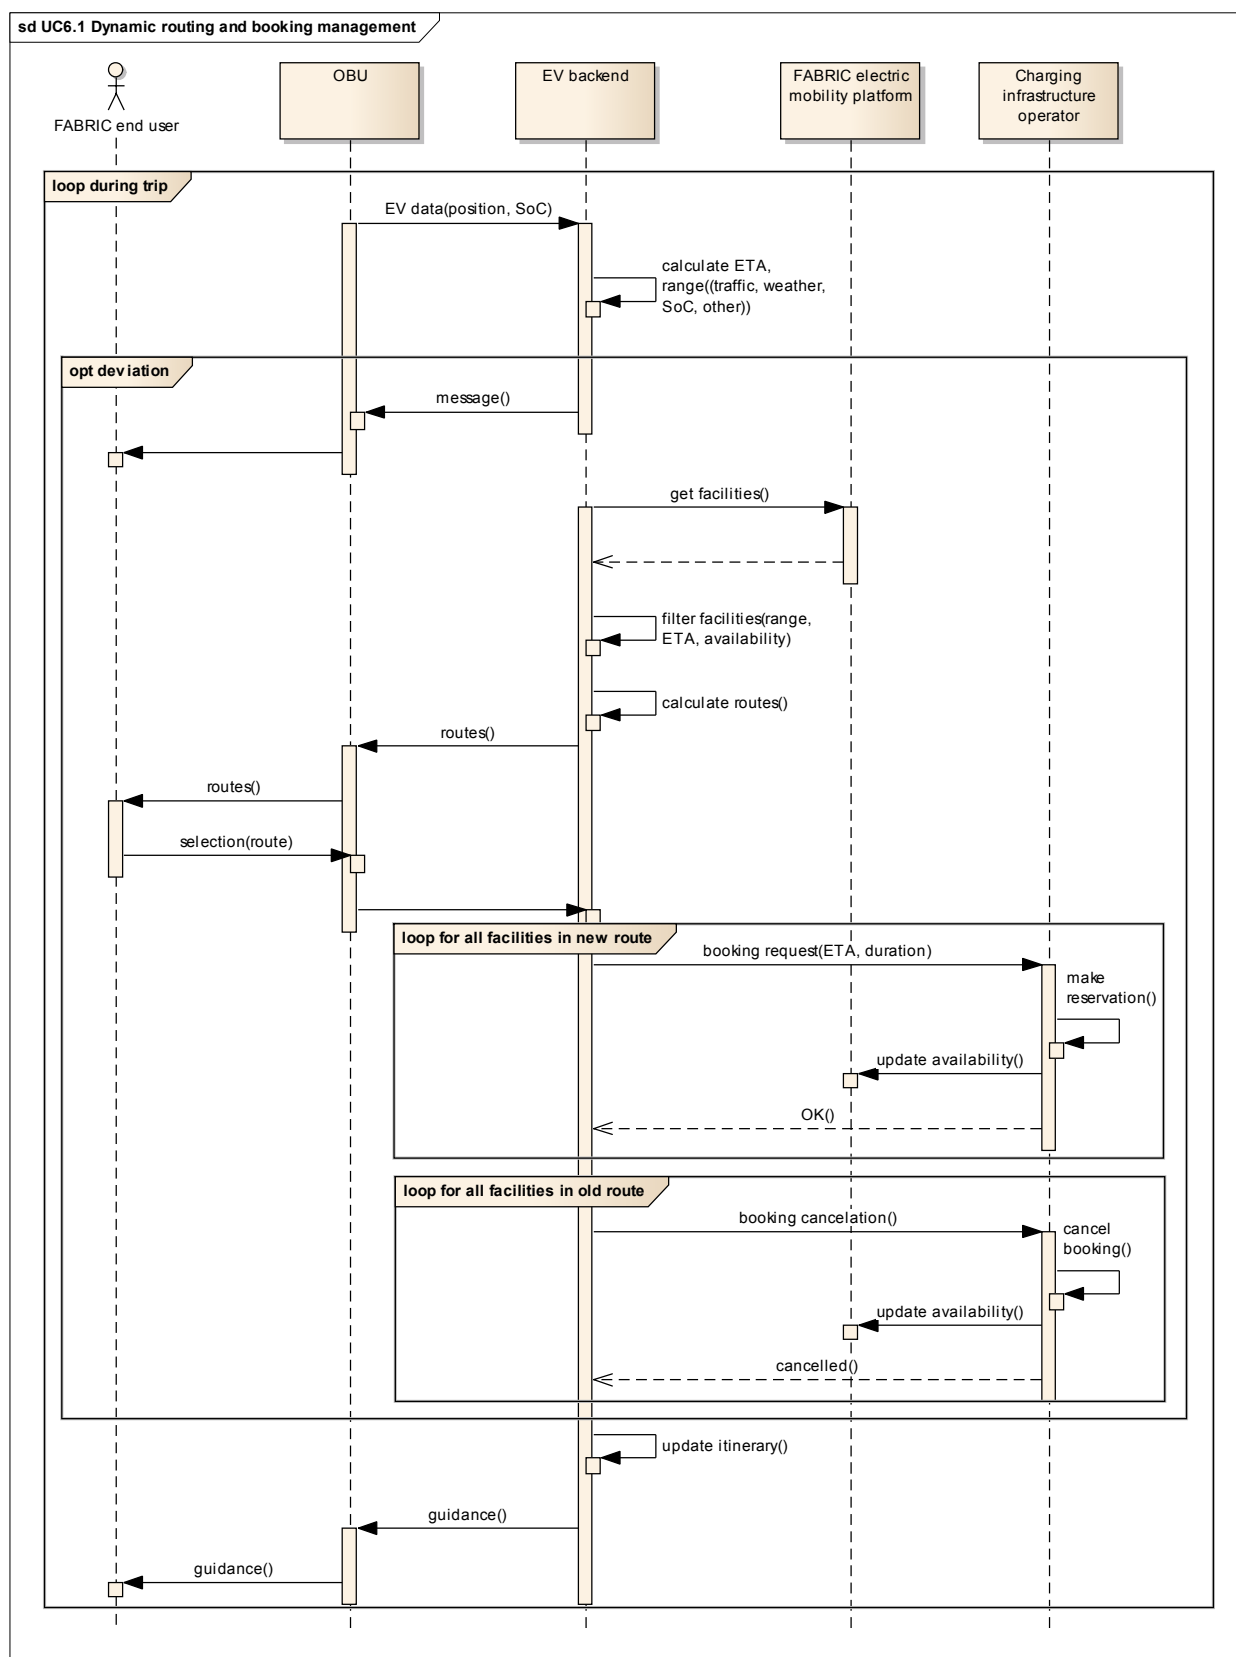 sd UC6.1 Dynamic routing and booking management
FABRIC end user
OBU
EV backend
FABRIC electric
mobility platform
Charging
infrastructure
operator
loop during trip
EV data(position, SoC)
calculate ETA,
range((traffic, weather,
SoC, other))
opt deviation
message()
get facilities()
filter facilities(range,
ETA, availability)
calculate routes()
routes()
routes()
selection(route)
loop for all facilities in new route
booking request(ETA, duration)
make
reservation()
update availability()
OK()
loop for all facilities in old route
booking cancelation()
cancel
booking()
update availability()
cancelled()
update itinerary()
guidance()
guidance()